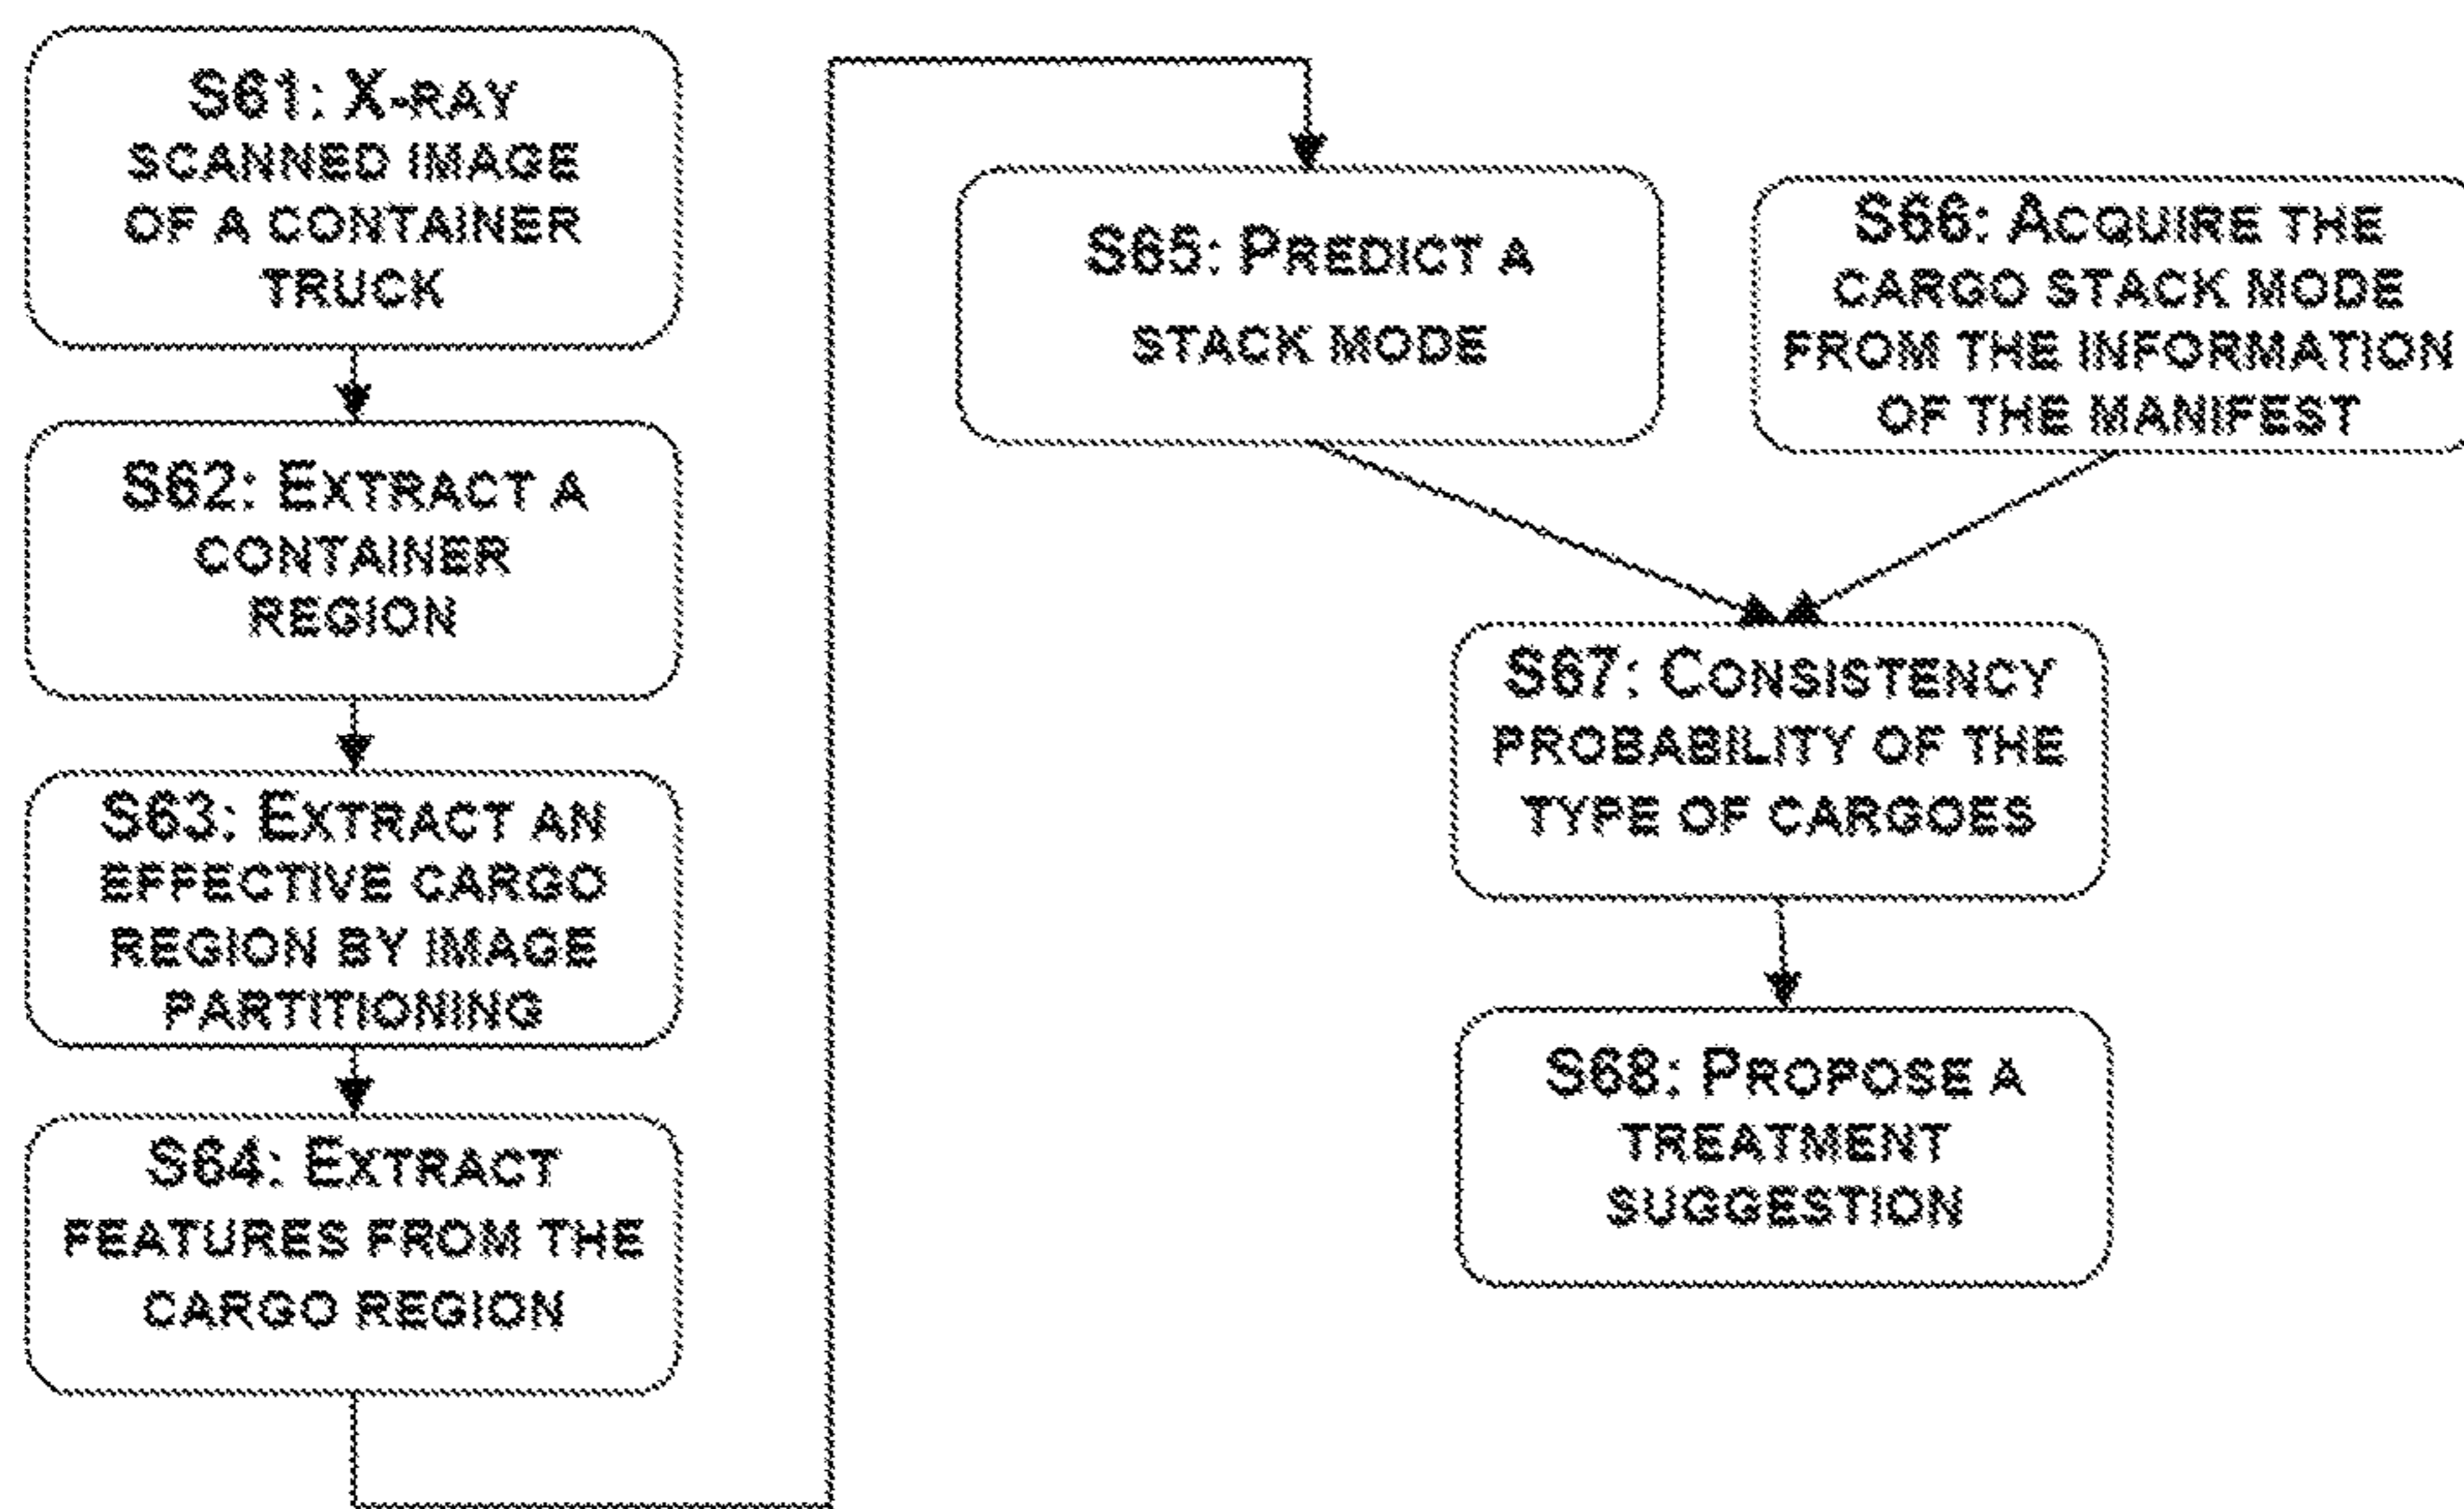 S61: X-RAY
SCANNED IMAGE
OF A CONTAINER
TRUCK
S62: EXTRACT A
CONTAINER
REGION
S63: EXTRACT AN
EFFECTIVE CARGO
REGION BY IMAGE
PARTITIONING
S64: EXTRACT
FEATURES FROM THE
CARGO REGION
S65: PREDICT A
STACK MODE
S66: ACQUIRE THE
CARGO STACK MODE
FROM THE INFORMATION
OF THE MANIFEST
S67: CONSISTENCY
PROBABILITY OF THE
TYPE OF CARGOES
S68: PROPOSE A
TREATMENT
SUGGESTION